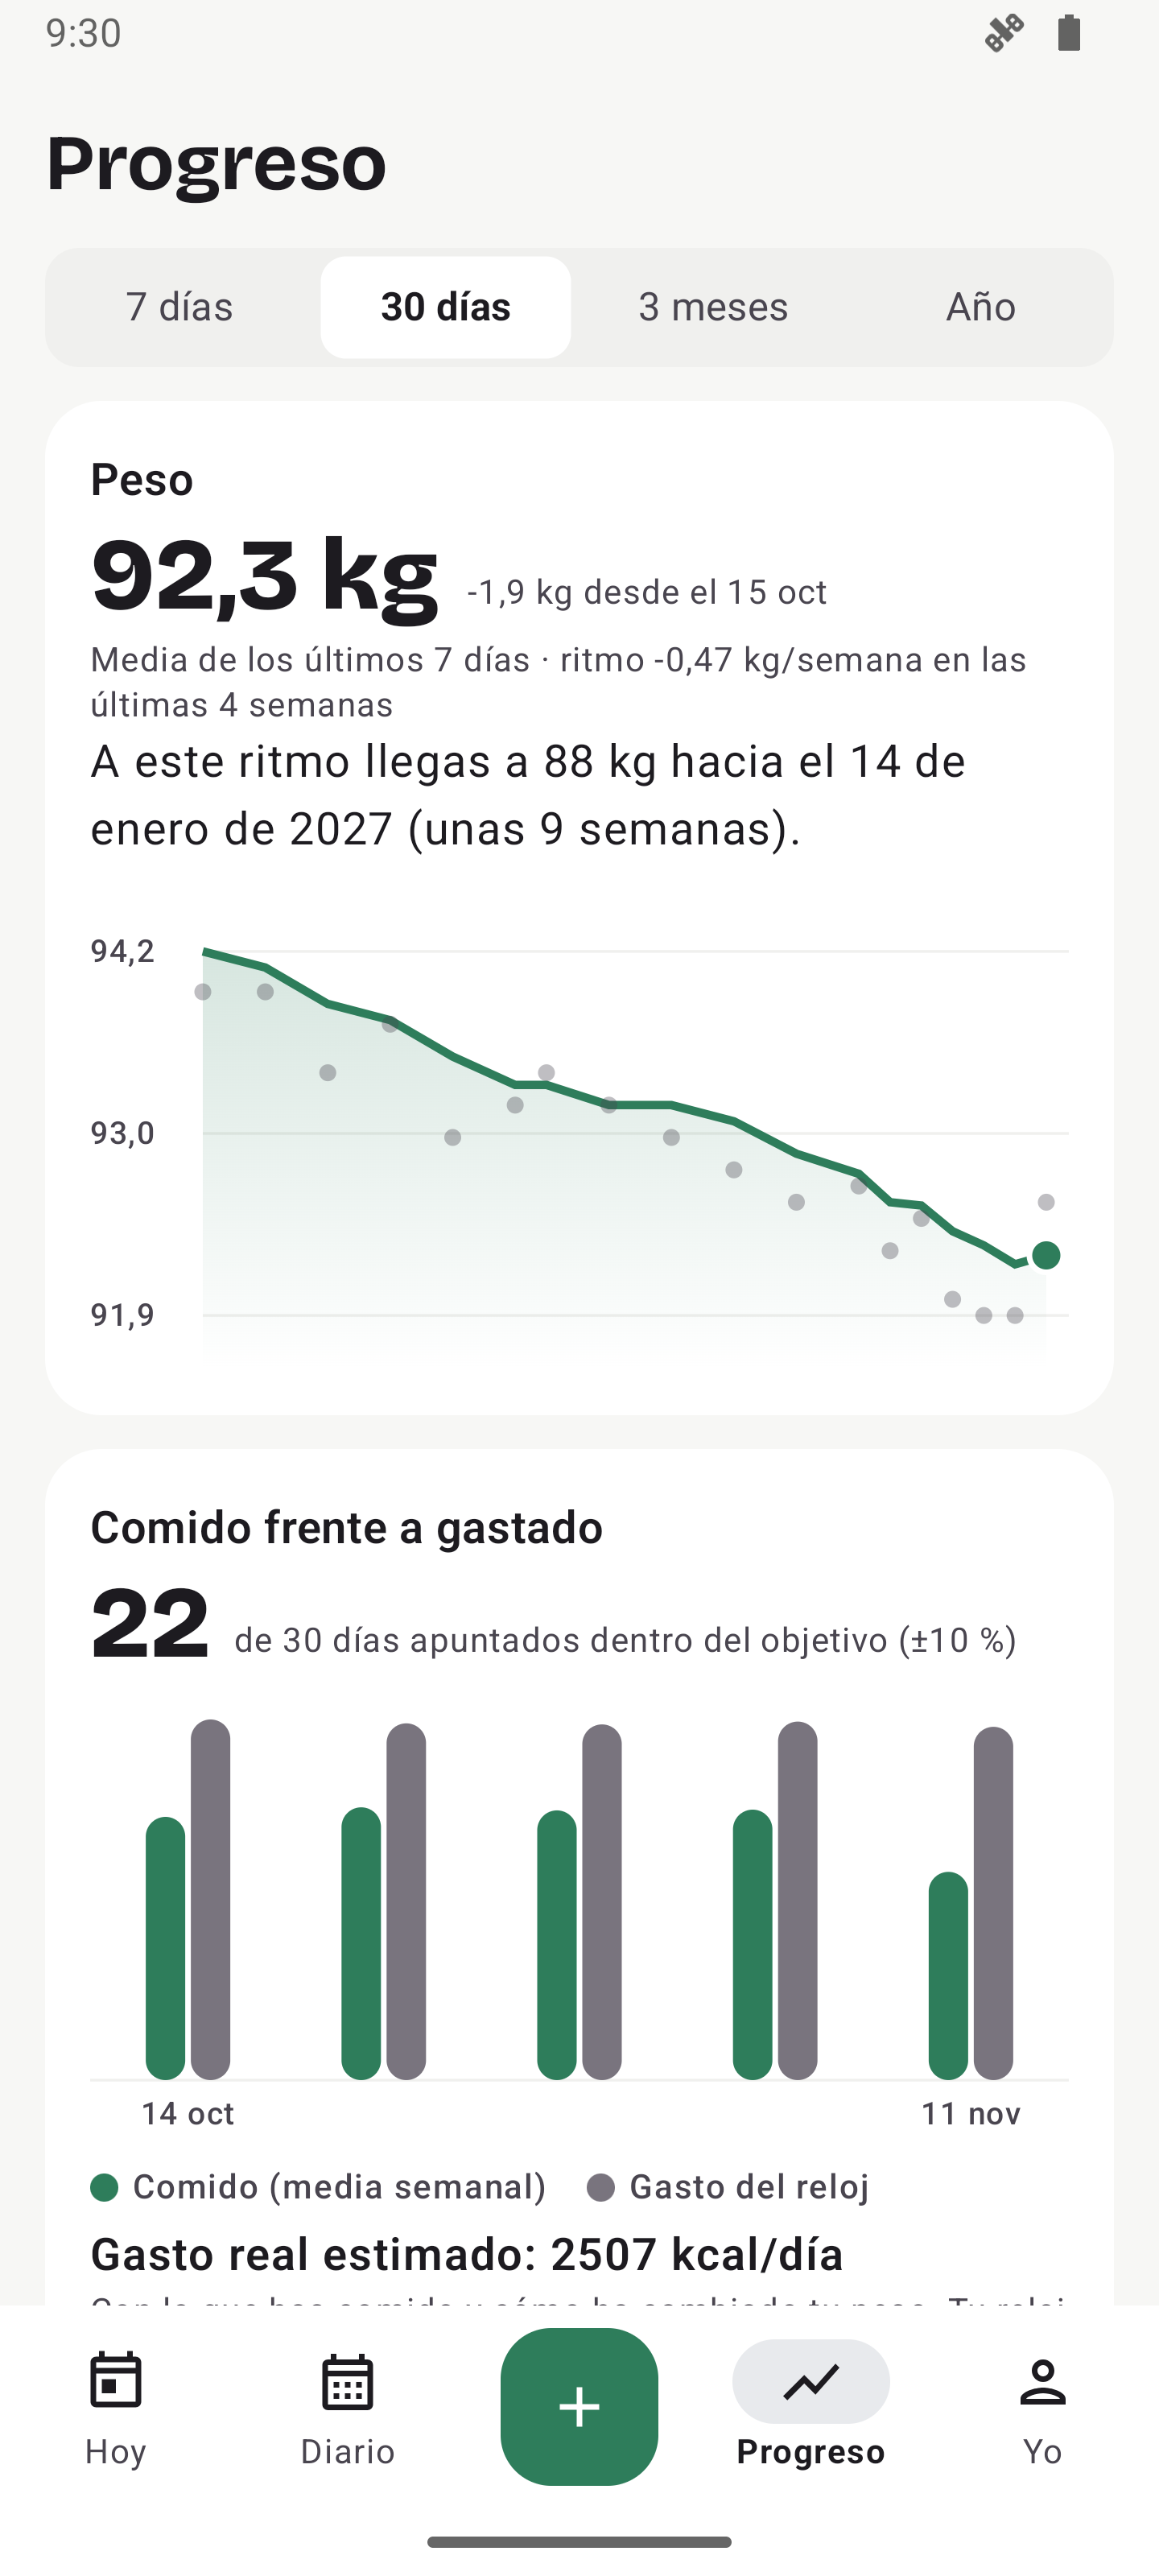 9:30
Progreso
7 días
30 días
3 meses
Año
Peso
92,3 kg -1,9 kg desde el 15 oct
Media de los últimos 7 días · ritmo -0,47 kg/semana en las
últimas 4 semanas
A este ritmo llegas a 88 kg hacia el 14 de
enero de 2027 (unas 9 semanas).
94,2
93,0
91,9
Comido frente a gastado
22 de 30 días apuntados dentro del objetivo (±10 %)
14 oct
11 nov
Comido (media semanal)
Gasto del reloj
Gasto real estimado: 2507 kcal/día
Hoy
Diario
Progreso
Yo